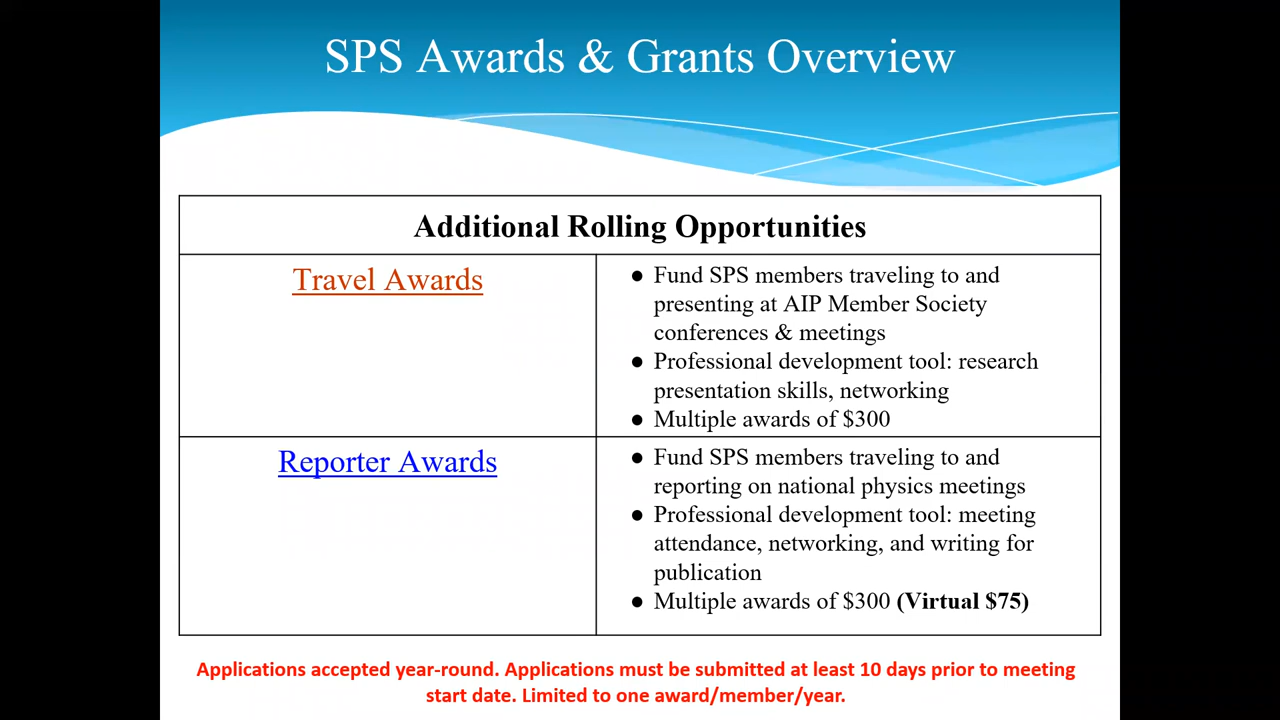 SPS Awards & Grants Overview
Additional Rolling Opportunities
Travel Awards
● Fund SPS members traveling to and
presenting at AIP Member Society
conferences & meetings
● Professional development tool: research
presentation skills, networking
● Multiple awards of $300
Reporter Awards
● Fund SPS members traveling to and
reporting on national physics meetings
● Professional development tool: meeting
attendance, networking, and writing for
publication
● Multiple awards of $300 (Virtual $75)
Applications accepted year-round. Applications must be submitted at least 10 days prior to meeting
start date. Limited to one award/member/year.